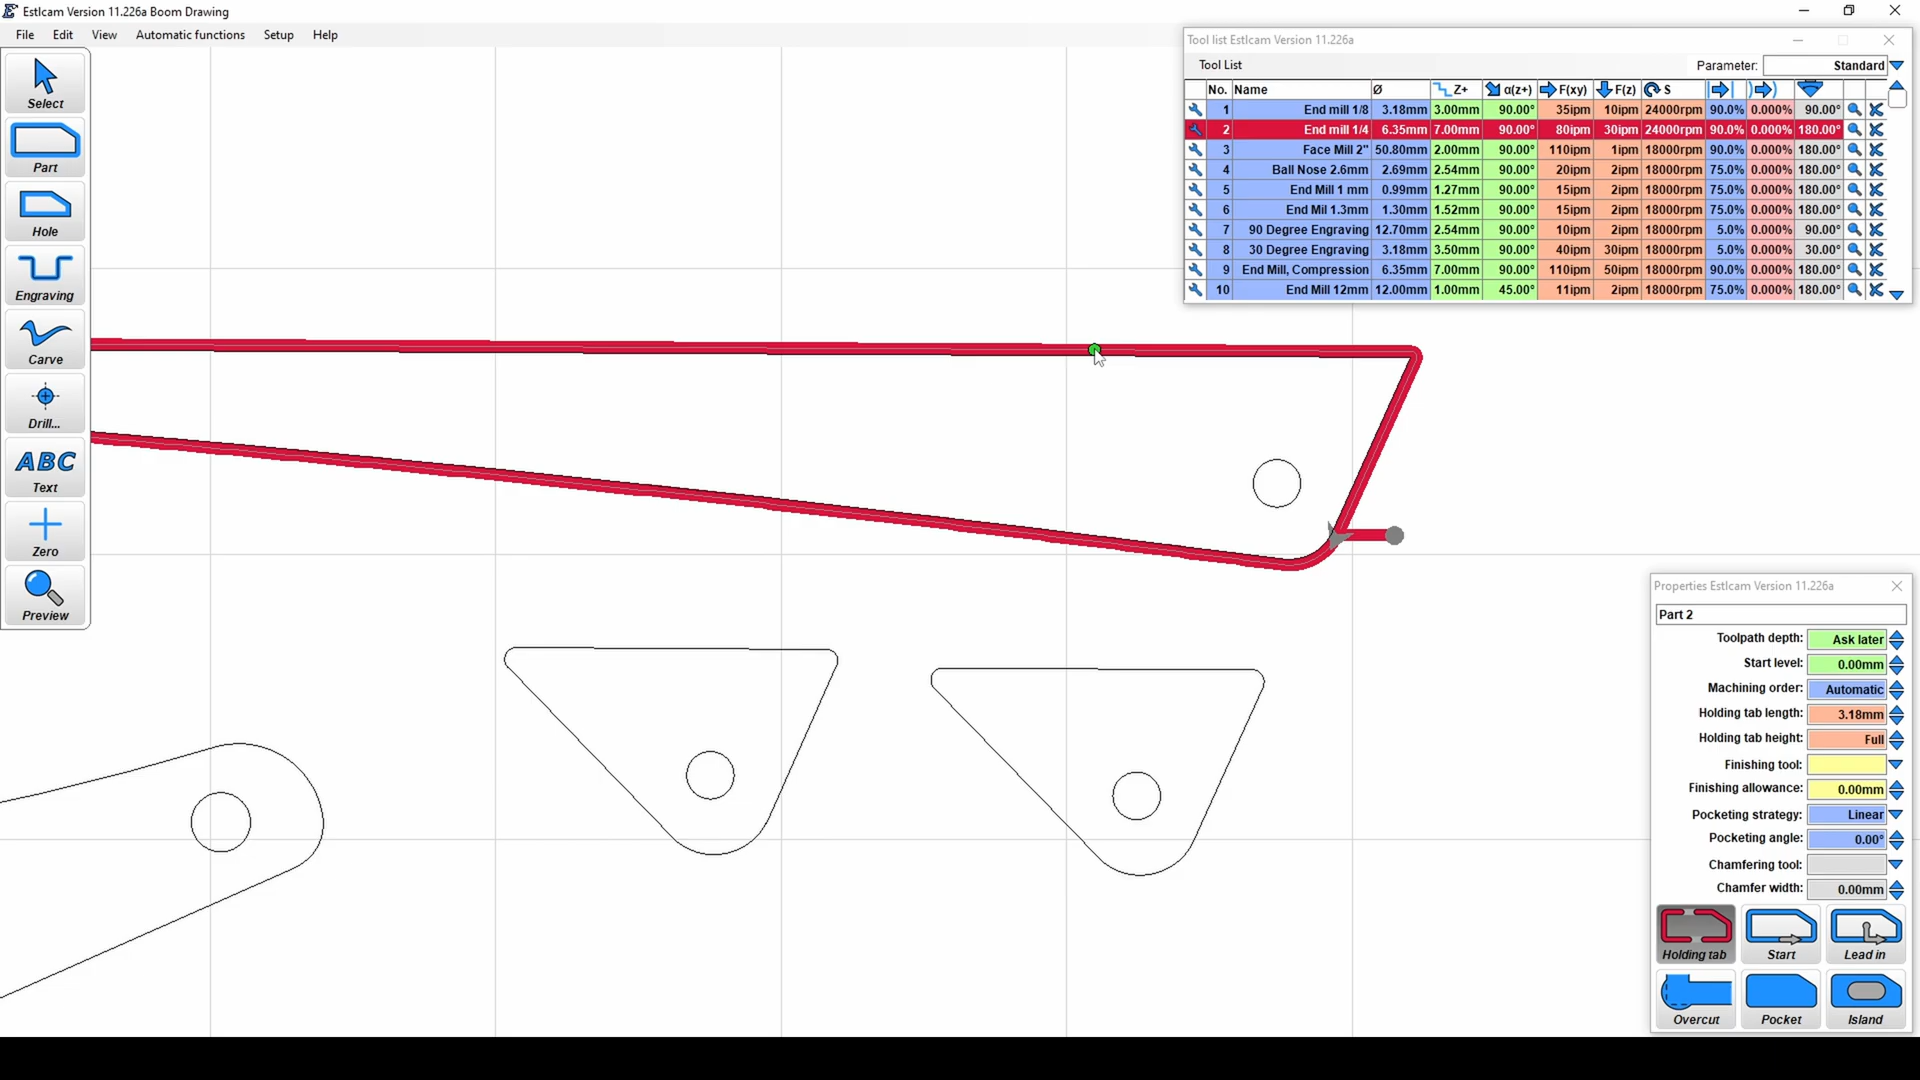 Estlcam Version 11.226a Boom Drawing
File Edit View Automatic functions Setup Help
Select
Part
Hole
Engraving
Carve
Drill...
ABC
Text
Zero
Preview
Tool list Estlcam Version 11.226a
Tool List Parameter: Standard
No. Name Ø Z+ α(z+) F(xy) F(z) S
1 End mill 1/8 3.18mm 3.00mm 90.00° 35ipm 10ipm 24000rpm 90.0% 0.000% 90.00°
2 End mill 1/4 6.35mm 7.00mm 90.00° 80ipm 30ipm 24000rpm 90.0% 0.000% 180.00°
3 Face Mill 2" 50.80mm 2.00mm 90.00° 110ipm 1ipm 18000rpm 90.0% 0.000% 180.00°
4 Ball Nose 2.6mm 2.69mm 2.54mm 90.00° 20ipm 2ipm 18000rpm 75.0% 0.000% 180.00°
5 End Mill 1 mm 0.99mm 1.27mm 90.00° 15ipm 2ipm 18000rpm 75.0% 0.000% 180.00°
6 End Mil 1.3mm 1.30mm 1.52mm 90.00° 15ipm 2ipm 18000rpm 75.0% 0.000% 180.00°
7 90 Degree Engraving 12.70mm 2.54mm 90.00° 10ipm 2ipm 18000rpm 5.0% 0.000% 90.00°
8 30 Degree Engraving 3.18mm 3.50mm 90.00° 40ipm 30ipm 18000rpm 5.0% 0.000% 30.00°
9 End Mill, Compression 6.35mm 7.00mm 90.00° 110ipm 50ipm 18000rpm 90.0% 0.000% 180.00°
10 End Mill 12mm 12.00mm 1.00mm 45.00° 11ipm 2ipm 18000rpm 75.0% 0.000% 180.00°
Properties Estlcam Version 11.226a
Part 2
Toolpath depth: Ask later
Start level: 0.00mm
Machining order: Automatic
Holding tab length: 3.18mm
Holding tab height: Full
Finishing tool:
Finishing allowance: 0.00mm
Pocketing strategy: Linear
Pocketing angle: 0.00°
Chamfering tool:
Chamfer width: 0.00mm
Holding tab Start Lead in
Overcut Pocket Island